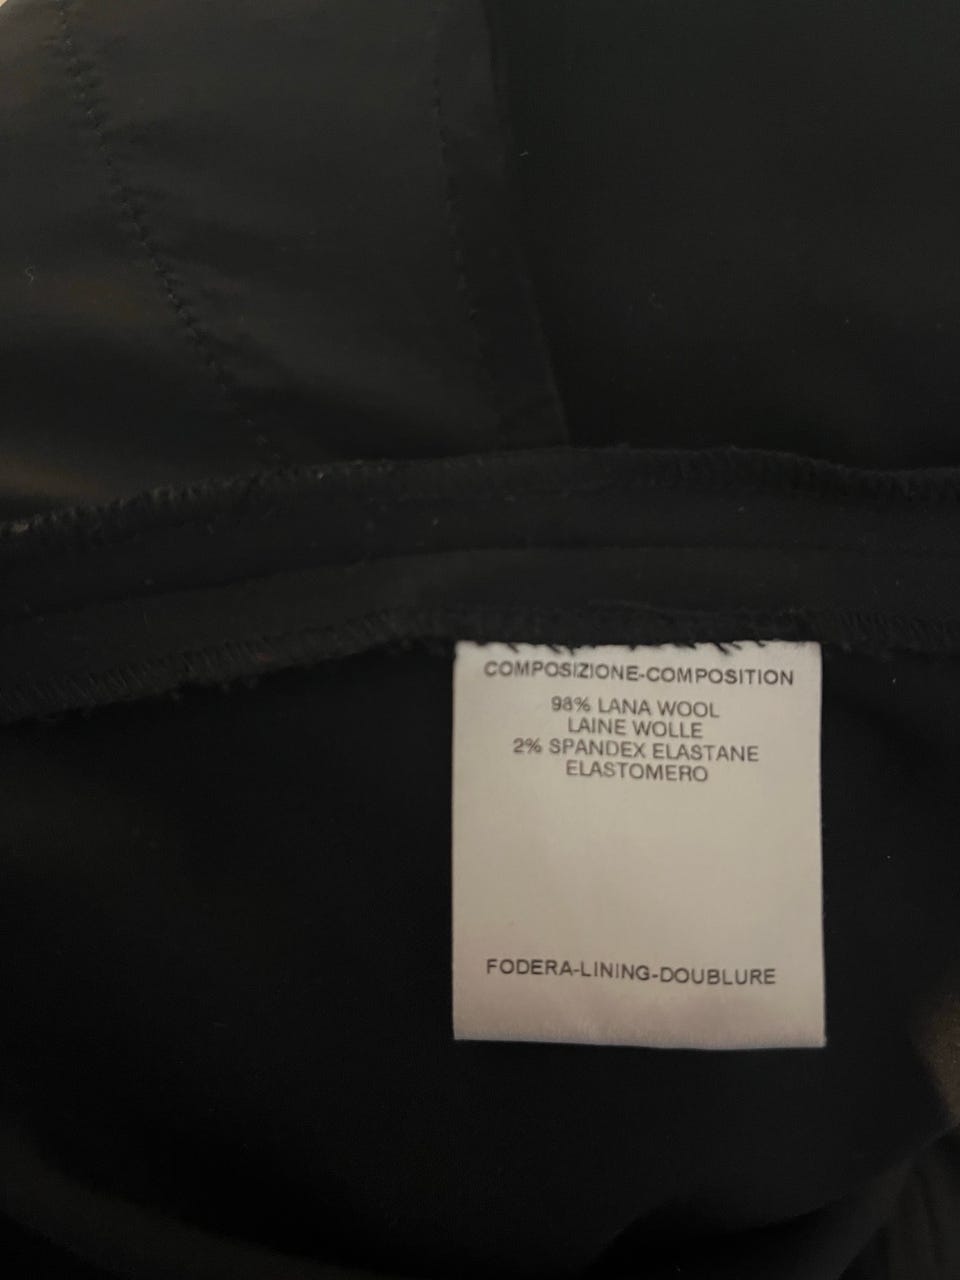 COMPOSIZIONE-COMPOSITION
98% LANA WOOL
LAINE WOLLE
2% SPANDEX ELASTANE
ELASTOMERO
FODERA-LINING-DOUBLURE